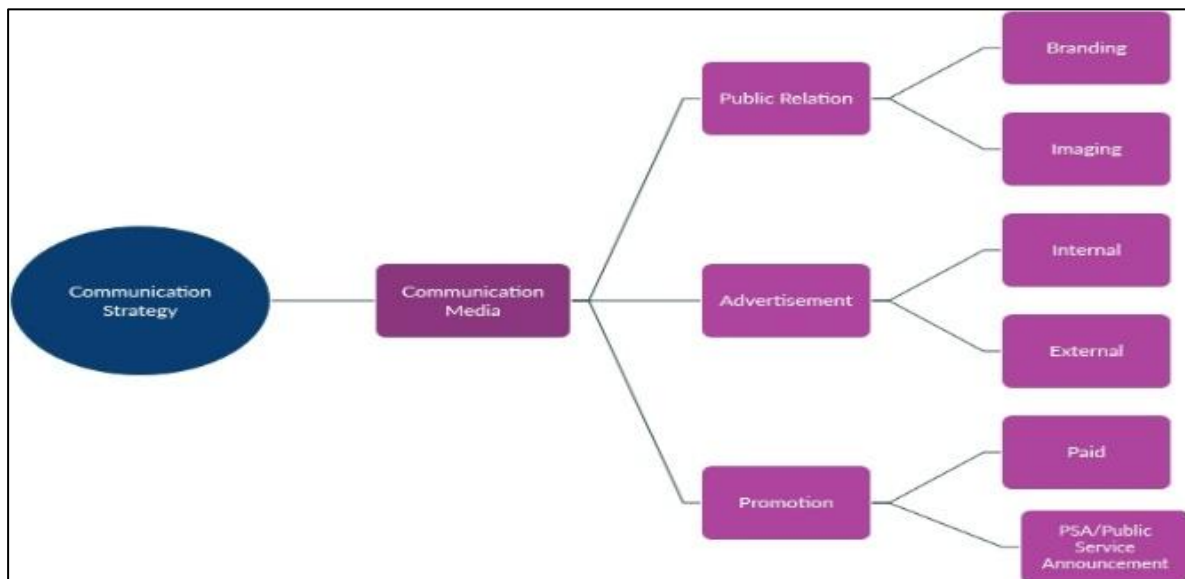 Communication
Strategy
Communication
Media
Public Relation
Branding
Imaging
Advertisement
Internal
External
Promotion
Paid
PSA/Public
Service
Announcement